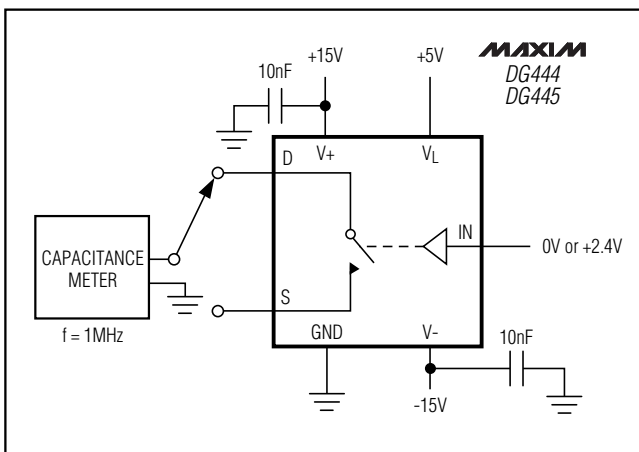 MAXIM
DG444
DG445
+15V
+5V
10nF
D
V+
VL
IN
0V or +2.4V
CAPACITANCE
METER
f = 1MHz
S
GND
V-
10nF
-15V